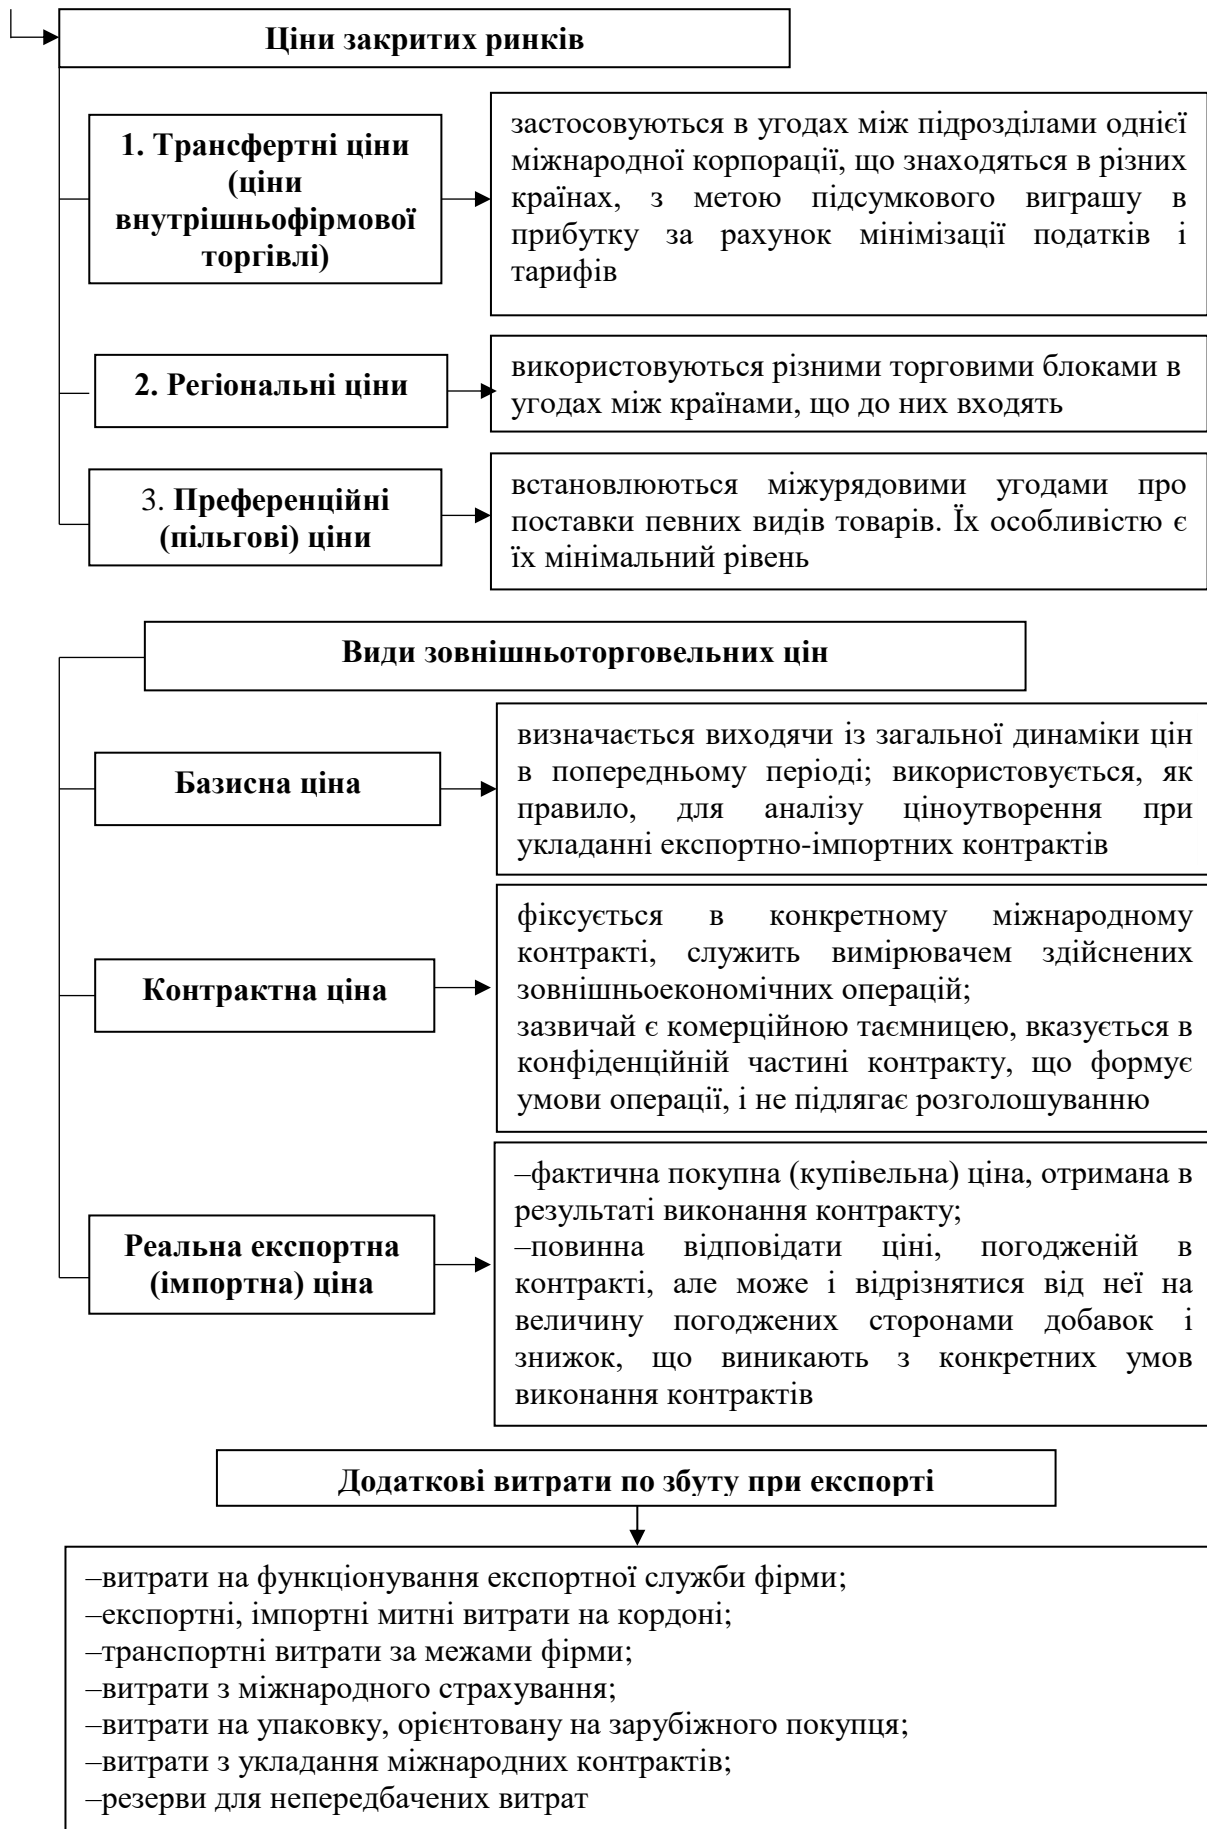 Ціни закритих ринків
1. Трансфертні ціни
(ціни
внутрішньофірмової
торгівлі)
застосовуються в угодах між підрозділами однієї
міжнародної корпорації, що знаходяться в різних
країнах, з метою підсумкового виграшу в
прибутку за рахунок мінімізації податків і
тарифів
2. Регіональні ціни
використовуються різними торговими блоками в
угодах між країнами, що до них входять
3. Преференційні
(пільгові) ціни
встановлюються міжурядовими угодами про
поставки певних видів товарів. Їх особливістю є
їх мінімальний рівень
Види зовнішньоторговельних цін
Базисна ціна
визначається виходячи із загальної динаміки цін
в попередньому періоді; використовується, як
правило, для аналізу ціноутворення при
укладанні експортно-імпортних контрактів
Контрактна ціна
фіксується в конкретному міжнародному
контракті, служить вимірювачем здійснених
зовнішньоекономічних операцій;
зазвичай є комерційною таємницею, вказується в
конфіденційній частині контракту, що формує
умови операції, і не підлягає розголошуванню
Реальна експортна
(імпортна) ціна
–фактична покупна (купівельна) ціна, отримана в
результаті виконання контракту;
–повинна відповідати ціні, погодженій в
контракті, але може і відрізнятися від неї на
величину погоджених сторонами добавок і
знижок, що виникають з конкретних умов
виконання контрактів
Додаткові витрати по збуту при експорті
–витрати на функціонування експортної служби фірми;
–експортні, імпортні митні витрати на кордоні;
–транспортні витрати за межами фірми;
–витрати з міжнародного страхування;
–витрати на упаковку, орієнтовану на зарубіжного покупця;
–витрати з укладання міжнародних контрактів;
–резерви для непередбачених витрат